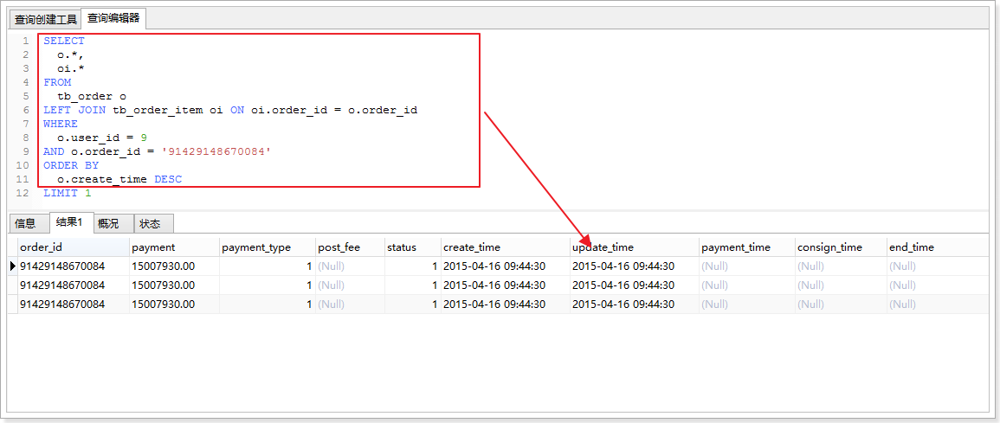 查询创建工具 查询编辑器
1 SELECT
2 o.*,
3 oi.*
4 FROM
5 tb_order o
6 LEFT JOIN tb_order_item oi ON oi.order_id = o.order_id
7 WHERE
8 o.user_id = 9
9 AND o.order_id = '91429148670084'
10 ORDER BY
11 o.create_time DESC
12 LIMIT 1
信息 结果1 概况 状态
order_id payment payment_type post_fee status create_time update_time payment_time consign_time end_time
91429148670084 15007930.00 1 (Null) 1 2015-04-16 09:44:30 2015-04-16 09:44:30 (Null) (Null) (Null)
91429148670084 15007930.00 1 (Null) 1 2015-04-16 09:44:30 2015-04-16 09:44:30 (Null) (Null) (Null)
91429148670084 15007930.00 1 (Null) 1 2015-04-16 09:44:30 2015-04-16 09:44:30 (Null) (Null) (Null)